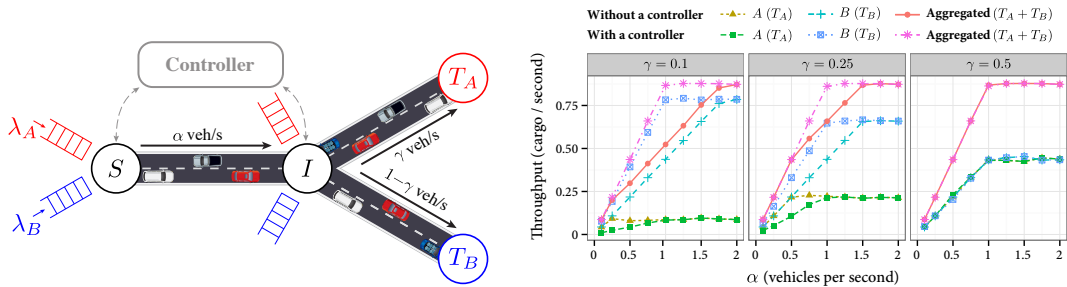 Controller
λ_A
λ_B
S
α veh/s
I
γ veh/s
1−γ veh/s
T_A
T_B
Without a controller A (T_A) B (T_B) Aggregated (T_A + T_B)
With a controller A (T_A) B (T_B) Aggregated (T_A + T_B)
γ = 0.1 γ = 0.25 γ = 0.5
Throughput (cargo / second)
0.75
0.50
0.25
0
0 0.5 1 1.5 2 0 0.5 1 1.5 2 0 0.5 1 1.5 2
α (vehicles per second)